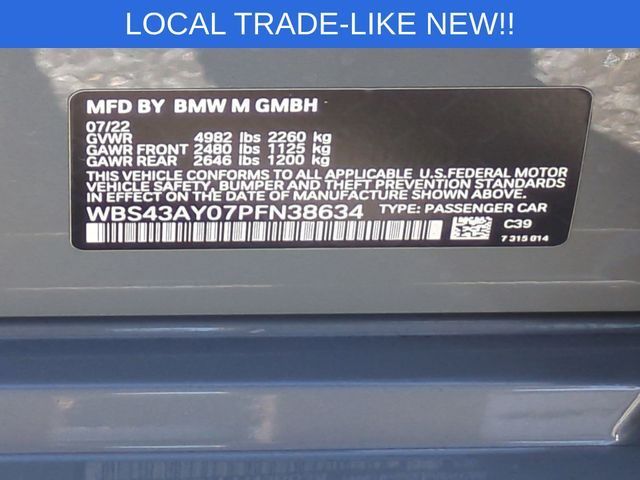 LOCAL TRADE-LIKE NEW!!
MFD BY BMW M GMBH
07/22
GVWR 4982 lbs 2260 kg
GAWR FRONT 2480 lbs 1125 kg
GAWR REAR 2646 lbs 1200 kg
THIS VEHICLE CONFORMS TO ALL APPLICABLE U.S.FEDERAL MOTOR
VEHICLE SAFETY, BUMPER, AND THEFT PREVENTION STANDARDS IN
EFFECT ON THE DATE OF MANUFACTURE SHOWN ABOVE.
WBS43AY07PFN38634 TYPE: PASSENGER CAR
C39
7 315 014